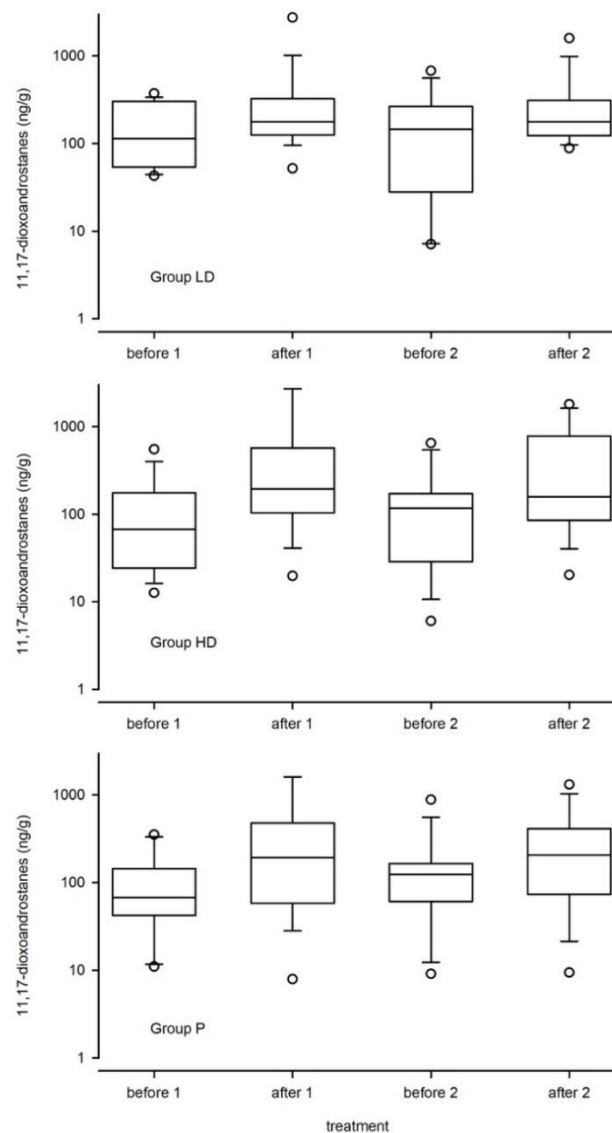 11,17-dioxoandrostanes (ng/g)
1000
100
10
1
Group LD
before 1 after 1 before 2 after 2
11,17-dioxoandrostanes (ng/g)
1000
100
10
1
Group HD
before 1 after 1 before 2 after 2
11,17-dioxoandrostanes (ng/g)
1000
100
10
1
Group P
before 1 after 1 before 2 after 2
treatment